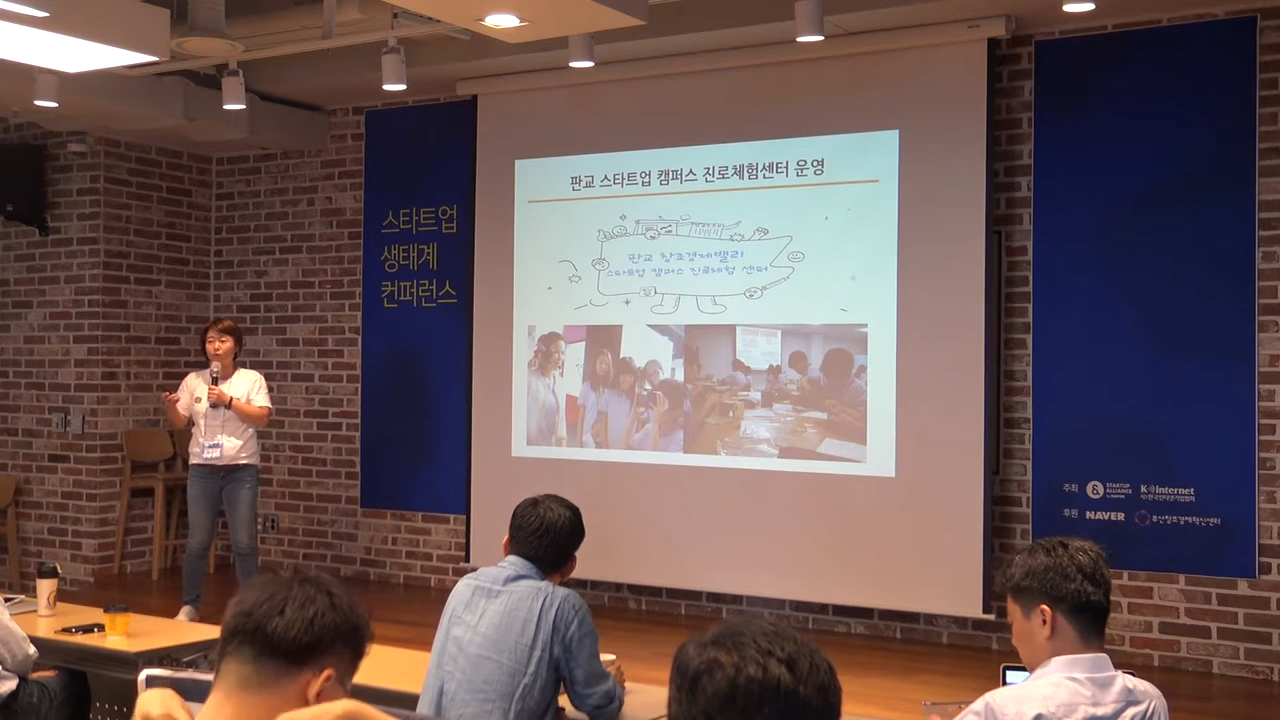 스타트업
생태계
컨퍼런스
판교 스타트업 캠퍼스 진로체험센터 운영
판교 창조경제밸리
스타트업 캠퍼스 진로체험 센터
주최
STARTUP
ALLIANCE
by NAVER
K internet
사)한국인터넷기업협회
후원
NAVER
부산창조경제혁신센터